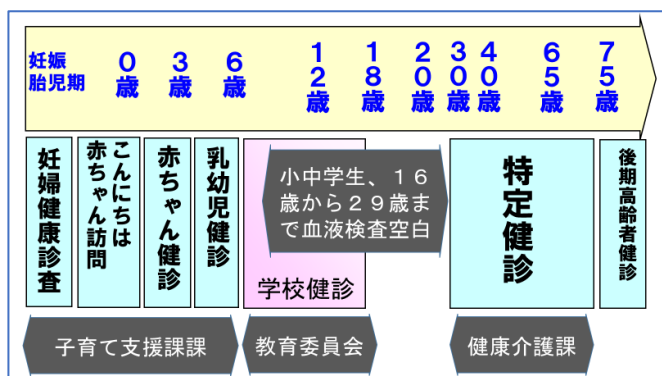 妊娠
胎児期
0歳
3歳
6歳
12歳
18歳
20歳
30歳
40歳
65歳
75歳
妊婦健康診査
こんにちは
赤ちゃん訪問
赤ちゃん健診
乳幼児健診
小中学生、16
歳から29歳ま
で血液検査空白
学校健診
特定健診
後期高齢者健診
子育て支援課課
教育委員会
健康介護課